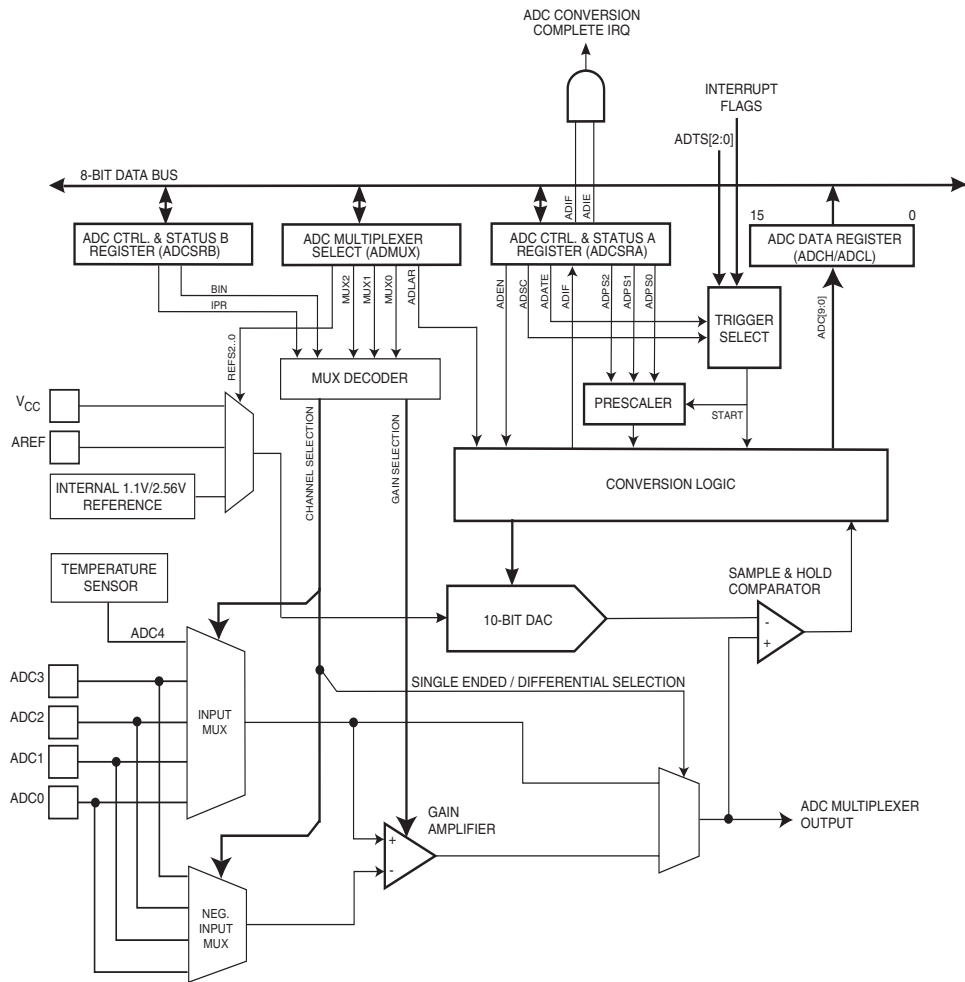 ADC CONVERSION
COMPLETE IRQ
INTERRUPT
FLAGS
ADTS[2:0]
8-BIT DATA BUS
ADIF
ADIE
15
0
ADC CTRL. & STATUS B
REGISTER (ADCSRB)
ADC MULTIPLEXER
SELECT (ADMUX)
ADC CTRL. & STATUS A
REGISTER (ADCSRA)
ADC DATA REGISTER
(ADCH/ADCL)
BIN
IPR
REFS2..0
MUX2
MUX1
MUX0
ADLAR
ADEN
ADSC
ADATE
ADIF
ADPS2
ADPS1
ADPS0
TRIGGER
SELECT
ADC[9:0]
MUX DECODER
PRESCALER
START
VCC
AREF
INTERNAL 1.1V/2.56V
REFERENCE
CHANNEL SELECTION
GAIN SELECTION
CONVERSION LOGIC
TEMPERATURE
SENSOR
ADC4
10-BIT DAC
SAMPLE & HOLD
COMPARATOR
-
+
ADC3
ADC2
ADC1
ADC0
INPUT
MUX
SINGLE ENDED / DIFFERENTIAL SELECTION
GAIN
AMPLIFIER
+
-
ADC MULTIPLEXER
OUTPUT
NEG.
INPUT
MUX